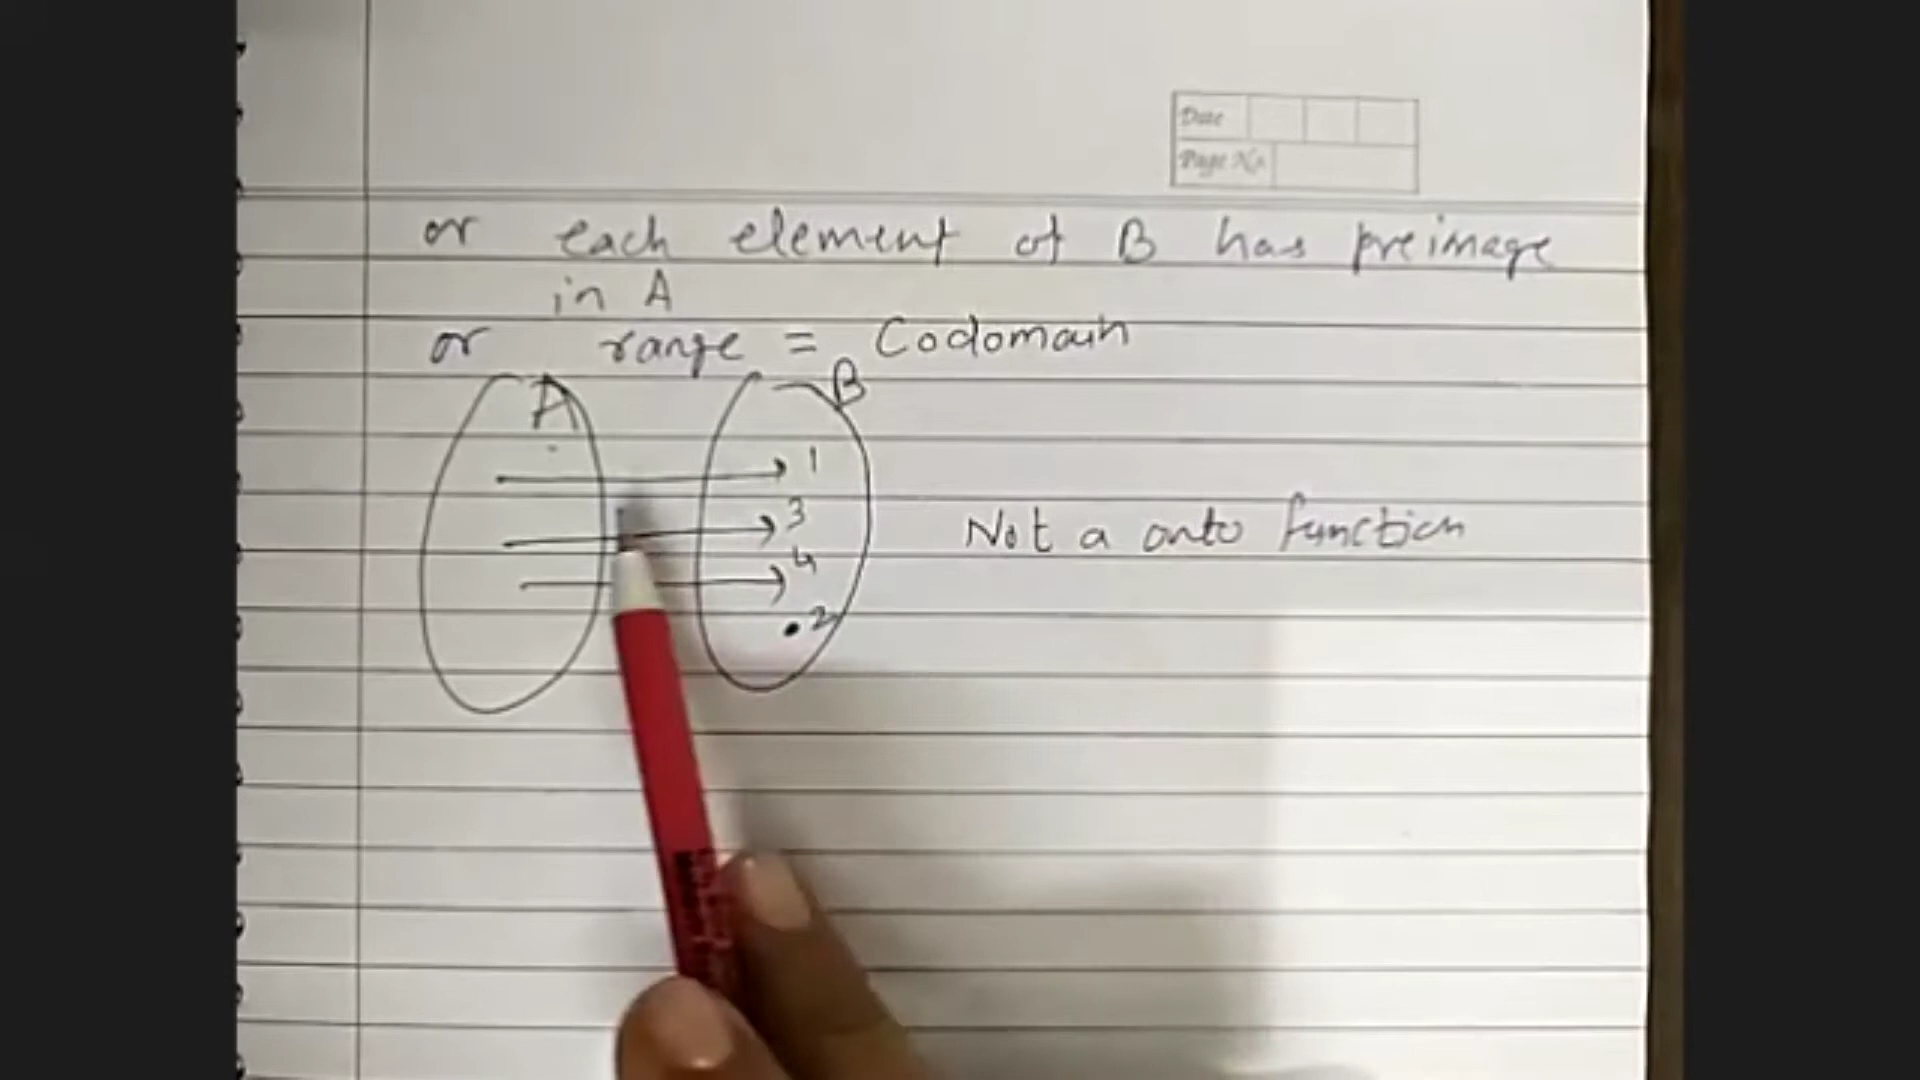 Date
Page No.
or each element of B has preimage
in A
or range = Codomain
A
B
1
3
4
2
Not a onto function